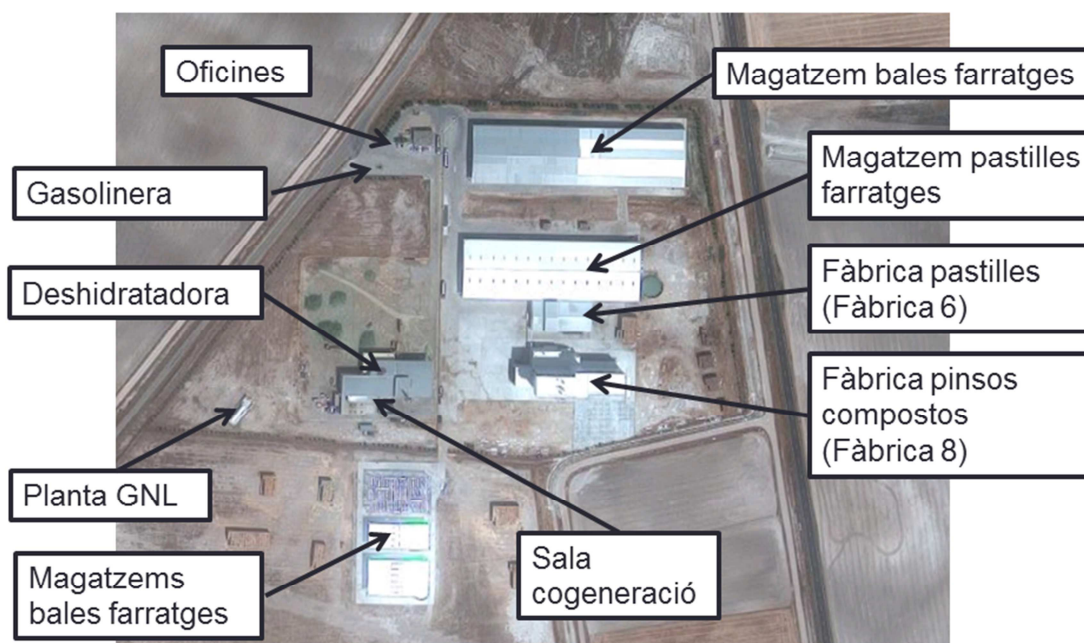 Oficines
Gasolinera
Deshidratadora
Planta GNL
Magatzems
bales farratges
Sala
cogeneració
Magatzem bales farratges
Magatzem pastilles
farratges
Fàbrica pastilles
(Fàbrica 6)
Fàbrica pinsos
compostos
(Fàbrica 8)